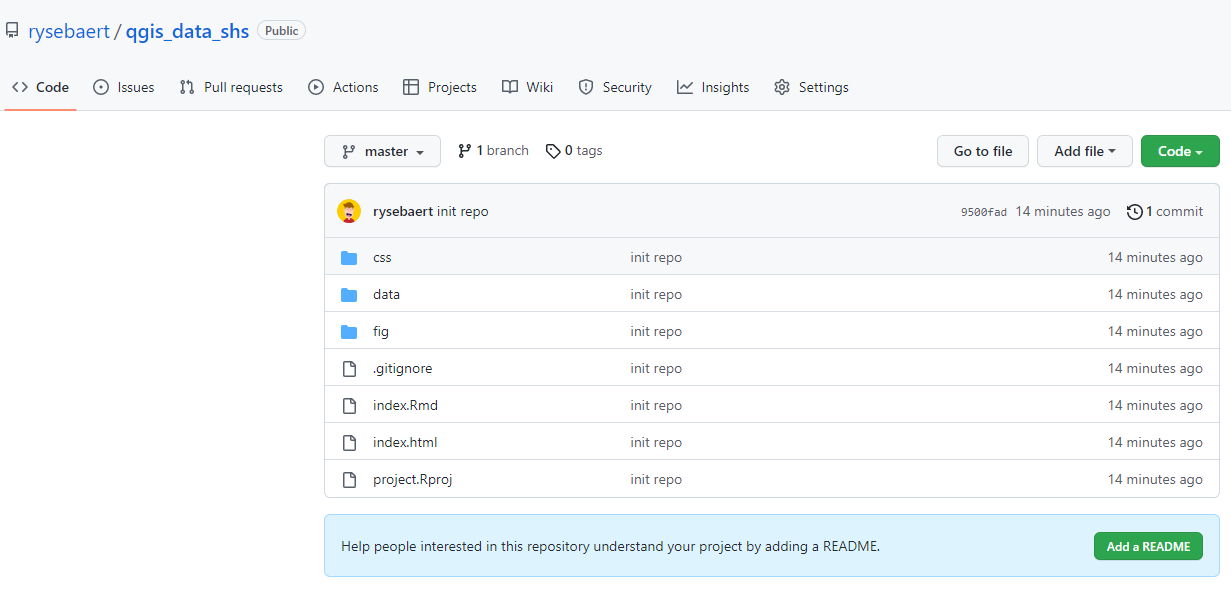 rysebaert / qgis_data_shs Public
Code Issues Pull requests Actions Projects Wiki Security Insights Settings
master 1 branch 0 tags Go to file Add file Code
rysebaert init repo 9500fad 14 minutes ago 1 commit
css init repo 14 minutes ago
data init repo 14 minutes ago
fig init repo 14 minutes ago
.gitignore init repo 14 minutes ago
index.Rmd init repo 14 minutes ago
index.html init repo 14 minutes ago
project.Rproj init repo 14 minutes ago
Help people interested in this repository understand your project by adding a README. Add a README